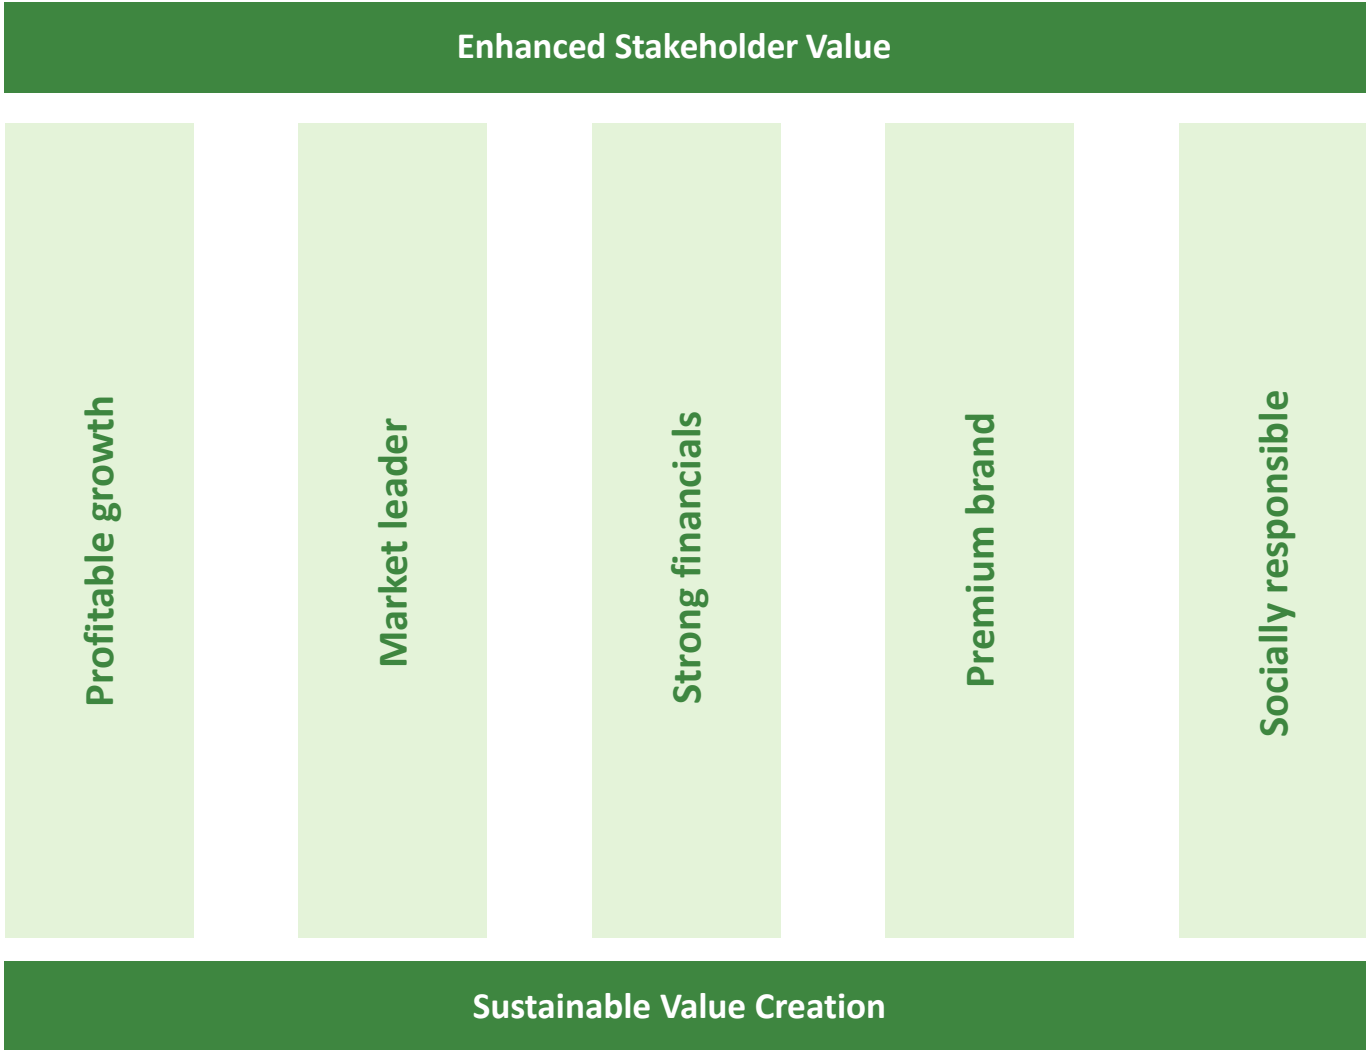 Enhanced Stakeholder Value
Profitable growth
Market leader
Strong financials
Premium brand
Socially responsible
Sustainable Value Creation